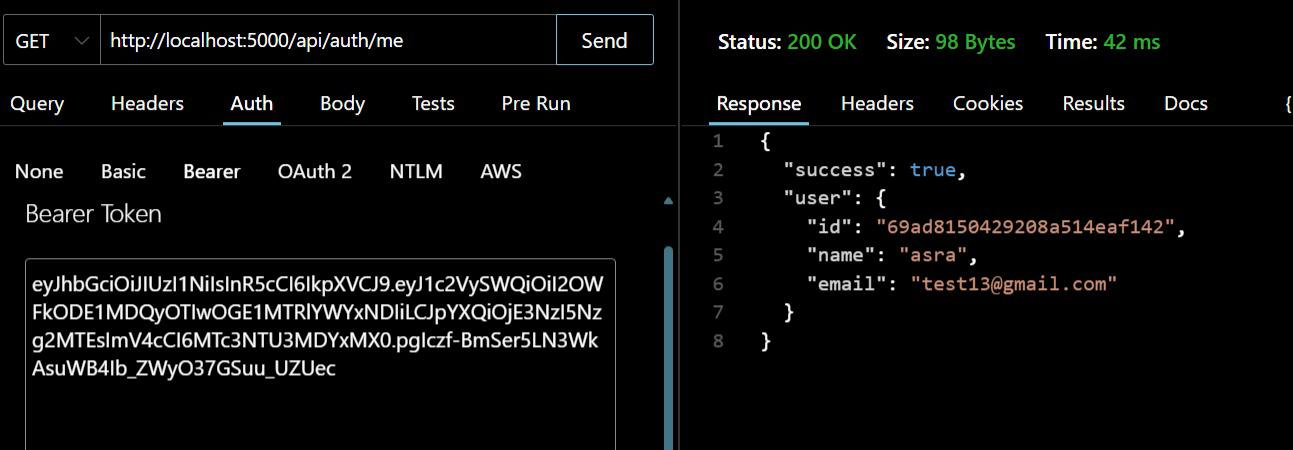 GET http://localhost:5000/api/auth/me Send
Query Headers Auth Body Tests Pre Run
None Basic Bearer OAuth 2 NTLM AWS
Bearer Token
eyJhbGciOiJIUzI1NiIsInR5cCI6IkpXVCJ9.eyJ1c2VySWQiOiI2OW
FkODE1MDQyOTIwOGE1MTRlYWYxNDIiLCJpYXQiOjE3NzI5Nz
g2MTEsImV4cCI6MTc3NTU3MDYxMX0.pgIczf-BmSer5LN3Wk
AsuWB4Ib_ZWyO37GSuu_UZUec
Status: 200 OK Size: 98 Bytes Time: 42 ms
Response Headers Cookies Results Docs {
1 {
2 "success": true,
3 "user": {
4 "id": "69ad8150429208a514eaf142",
5 "name": "asra",
6 "email": "test13@gmail.com"
7 }
8 }